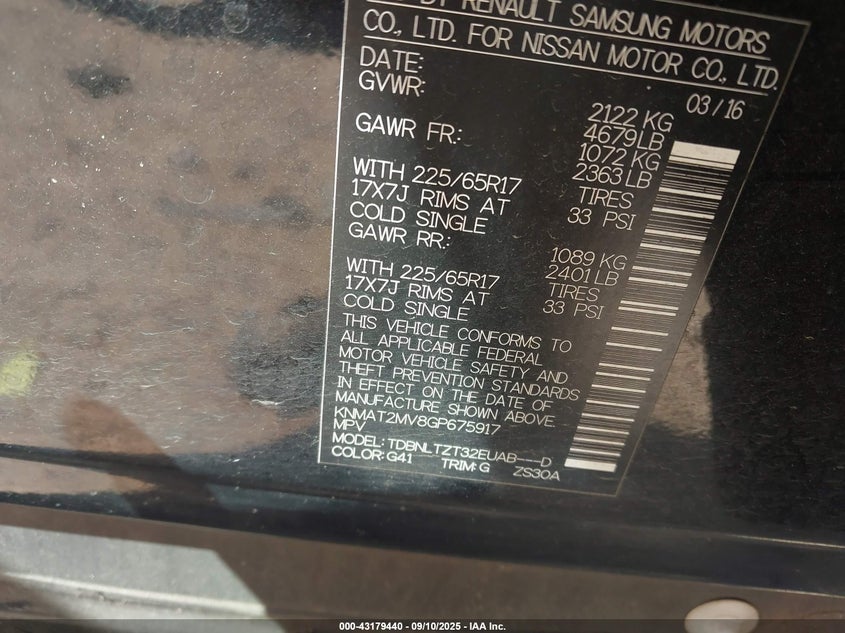 BY RENAULT SAMSUNG MOTORS
CO., LTD. FOR NISSAN MOTOR CO., LTD.
DATE: 03/16
GVWR: 2122 KG
4679LB
GAWR FR: 1072 KG
2363LB
WITH 225/65R17 TIRES
17X7J RIMS AT 33 PSI
COLD SINGLE
GAWR RR: 1089 KG
2401LB
WITH 225/65R17 TIRES
17X7J RIMS AT 33 PSI
COLD SINGLE
THIS VEHICLE CONFORMS TO
ALL APPLICABLE FEDERAL
MOTOR VEHICLE SAFETY AND
THEFT PREVENTION STANDARDS
IN EFFECT ON THE DATE OF
MANUFACTURE SHOWN ABOVE.
KNMAT2MV8GP675917
MPV
MODEL: TDBNLTZT32EUAB---D
COLOR: G41 TRIM: G ZS30A
000-43179440 - 09/10/2025 - IAA Inc.